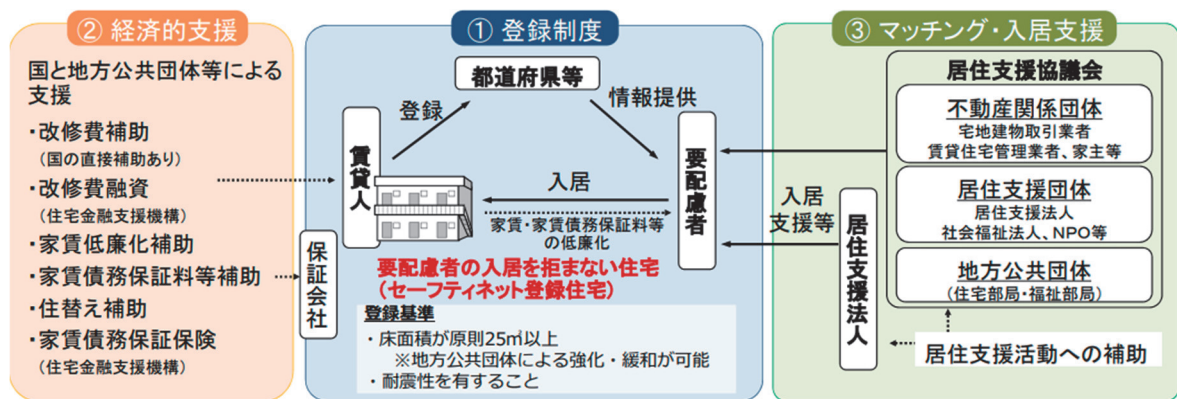 ② 経済的支援
国と地方公共団体等による
支援
・改修費補助
(国の直接補助あり)
・改修費融資
(住宅金融支援機構)
・家賃低廉化補助
・家賃債務保証料等補助
・住替え補助
・家賃債務保証保険
(住宅金融支援機構)
① 登録制度
都道府県等
登録
情報提供
賃貸人
要配慮者
入居
家賃・家賃債務保証料等
の低廉化
保証会社
要配慮者の入居を拒まない住宅
(セーフティネット登録住宅)
登録基準
・床面積が原則25㎡以上
※地方公共団体による強化・緩和が可能
・耐震性を有すること
③ マッチング・入居支援
居住支援協議会
不動産関係団体
宅地建物取引業者
賃貸住宅管理業者、家主等
居住支援団体
居住支援法人
社会福祉法人、NPO等
地方公共団体
(住宅部局・福祉部局)
入居
支援等
居住支援法人
居住支援活動への補助